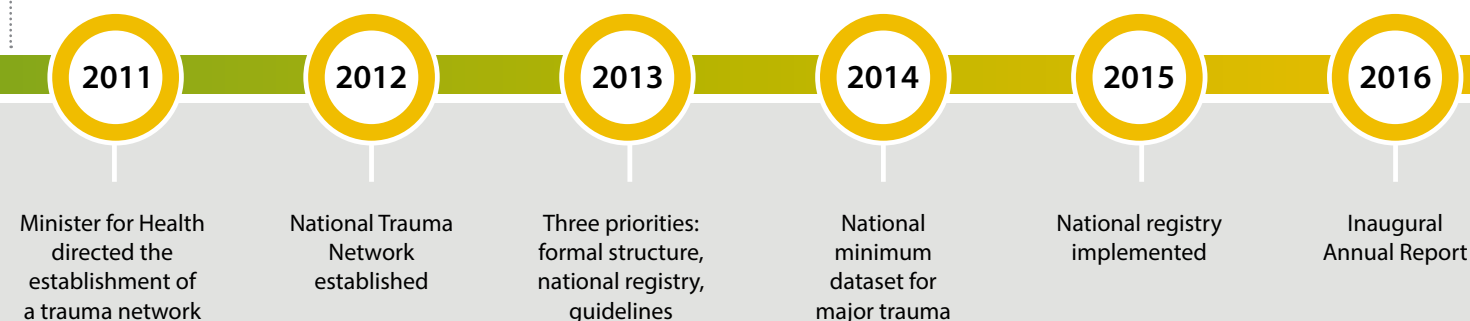 2011
Minister for Health
directed the
establishment of
a trauma network
2012
National Trauma
Network
established
2013
Three priorities:
formal structure,
national registry,
guidelines
2014
National
minimum
dataset for
major trauma
2015
National registry
implemented
2016
Inaugural
Annual Report